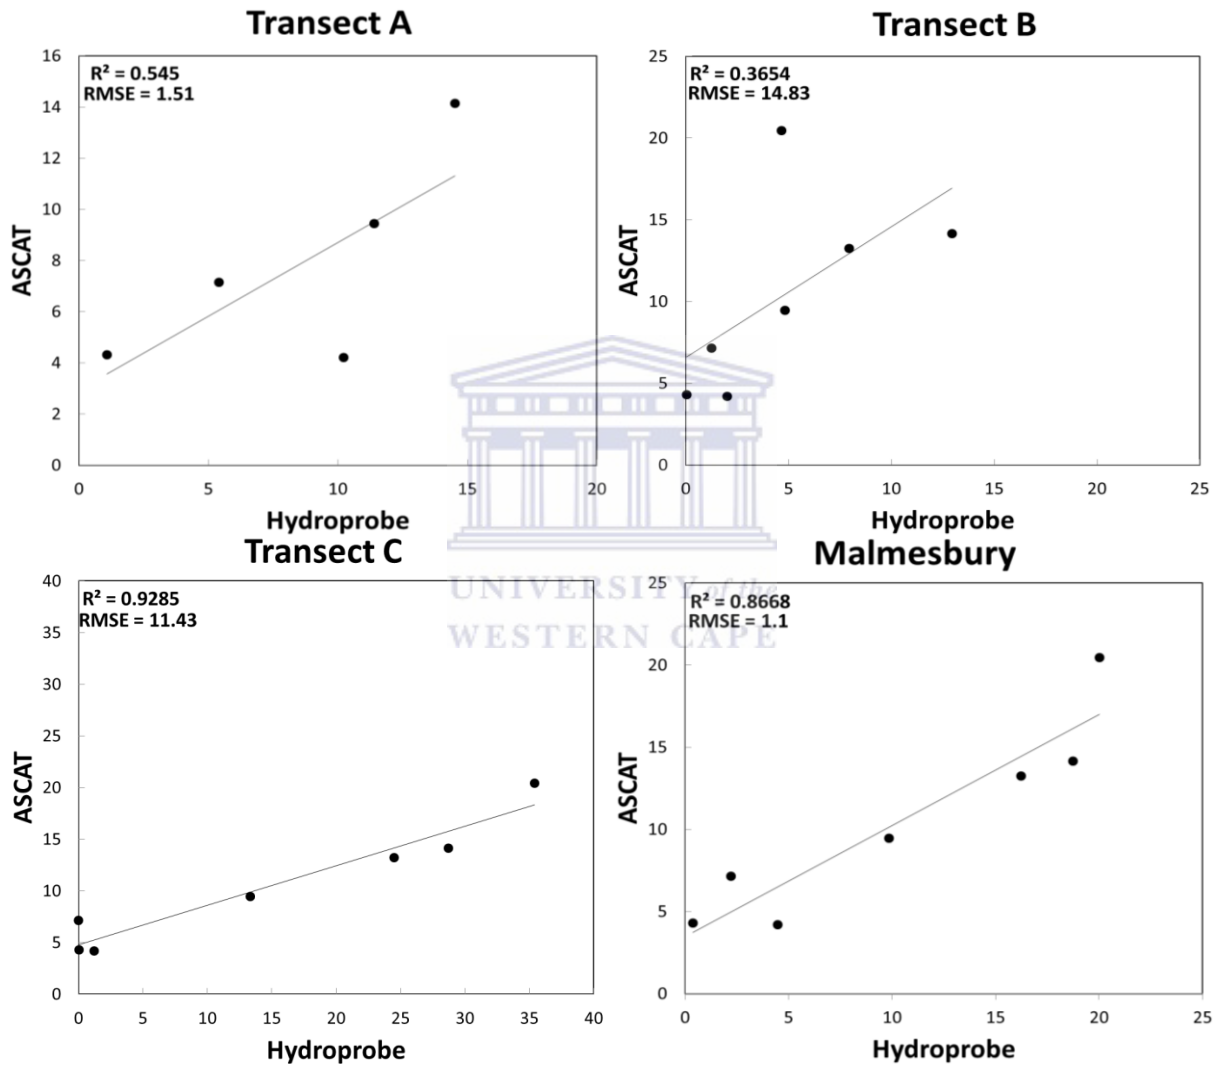 Transect A
R² = 0.545
RMSE = 1.51
16
14
12
10
8
6
4
2
0
ASCAT
0 5 10 15 20
Hydroprobe
Transect B
R² = 0.3654
RMSE = 14.83
25
20
15
10
5
0
ASCAT
0 5 10 15 20 25
Hydroprobe
Transect C
R² = 0.9285
RMSE = 11.43
40
35
30
25
20
15
10
5
0
ASCAT
0 5 10 15 20 25 30 35 40
Hydroprobe
Malmesbury
R² = 0.8668
RMSE = 1.1
25
20
15
10
5
0
ASCAT
0 5 10 15 20 25
Hydroprobe
UNIVERSITY of the
WESTERN CAPE